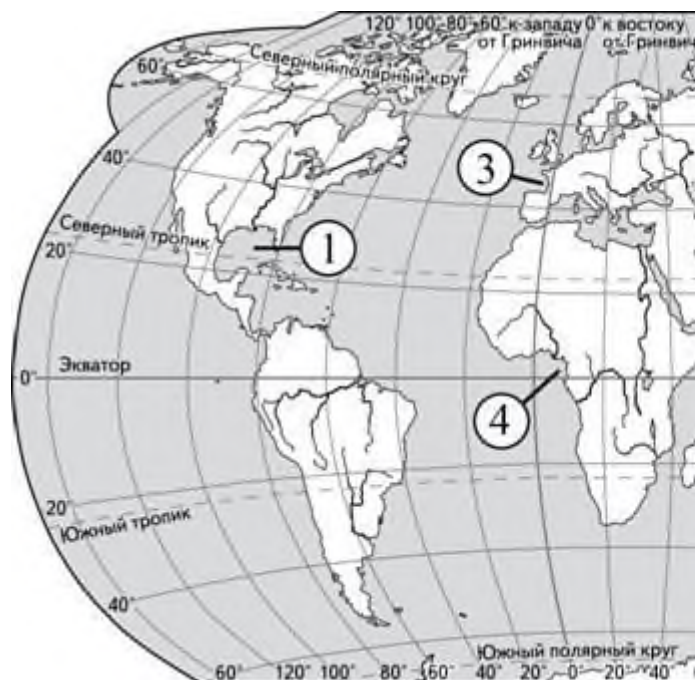 120° 100° 80° 60° к западу 0° к востоку
от Гринвича от Гринвич
Северный полярный круг
60°
40°
3
Северный тропик
1
20°
Экватор
0°
4
20°
Южный тропик
40°
Южный полярный круг
60° 120° 100° 80° 60° 40° 20° 0° 20° 40° 60°